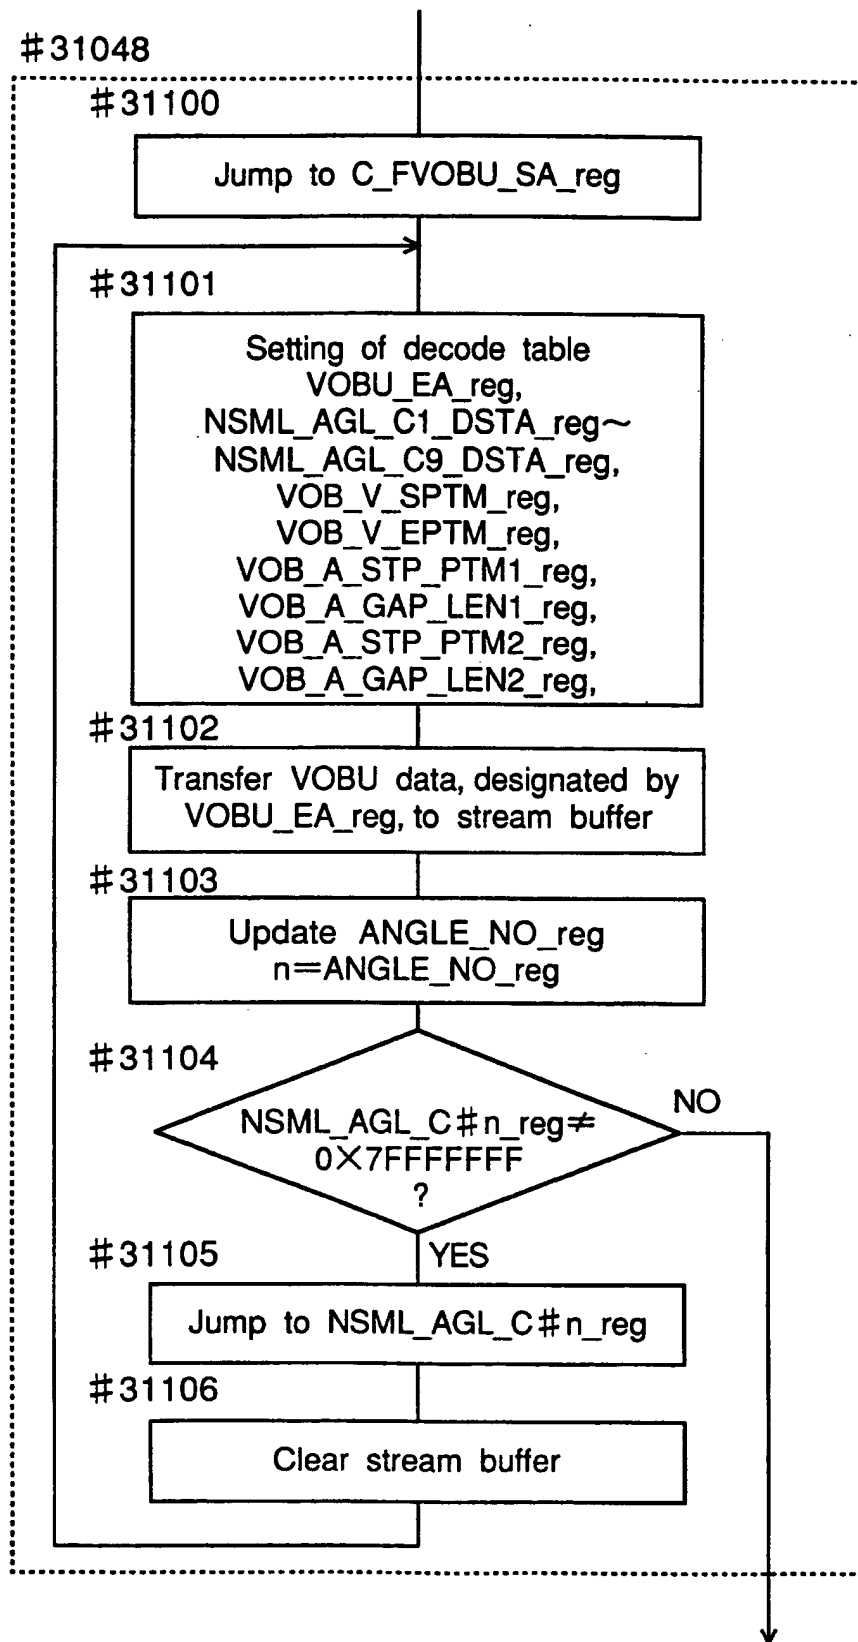 #31048
#31100
Jump to C_FVOBU_SA_reg
#31101
Setting of decode table
VOBU_EA_reg,
NSML_AGL_C1_DSTA_reg~
NSML_AGL_C9_DSTA_reg,
VOB_V_SPTM_reg,
VOB_V_EPTM_reg,
VOB_A_STP_PTM1_reg,
VOB_A_GAP_LEN1_reg,
VOB_A_STP_PTM2_reg,
VOB_A_GAP_LEN2_reg,
#31102
Transfer VOBU data, designated by
VOBU_EA_reg, to stream buffer
#31103
Update ANGLE_NO_reg
n=ANGLE_NO_reg
#31104
NO
NSML_AGL_C#n_reg≠
0×7FFFFFFF
?
#31105
YES
Jump to NSML_AGL_C#n_reg
#31106
Clear stream buffer